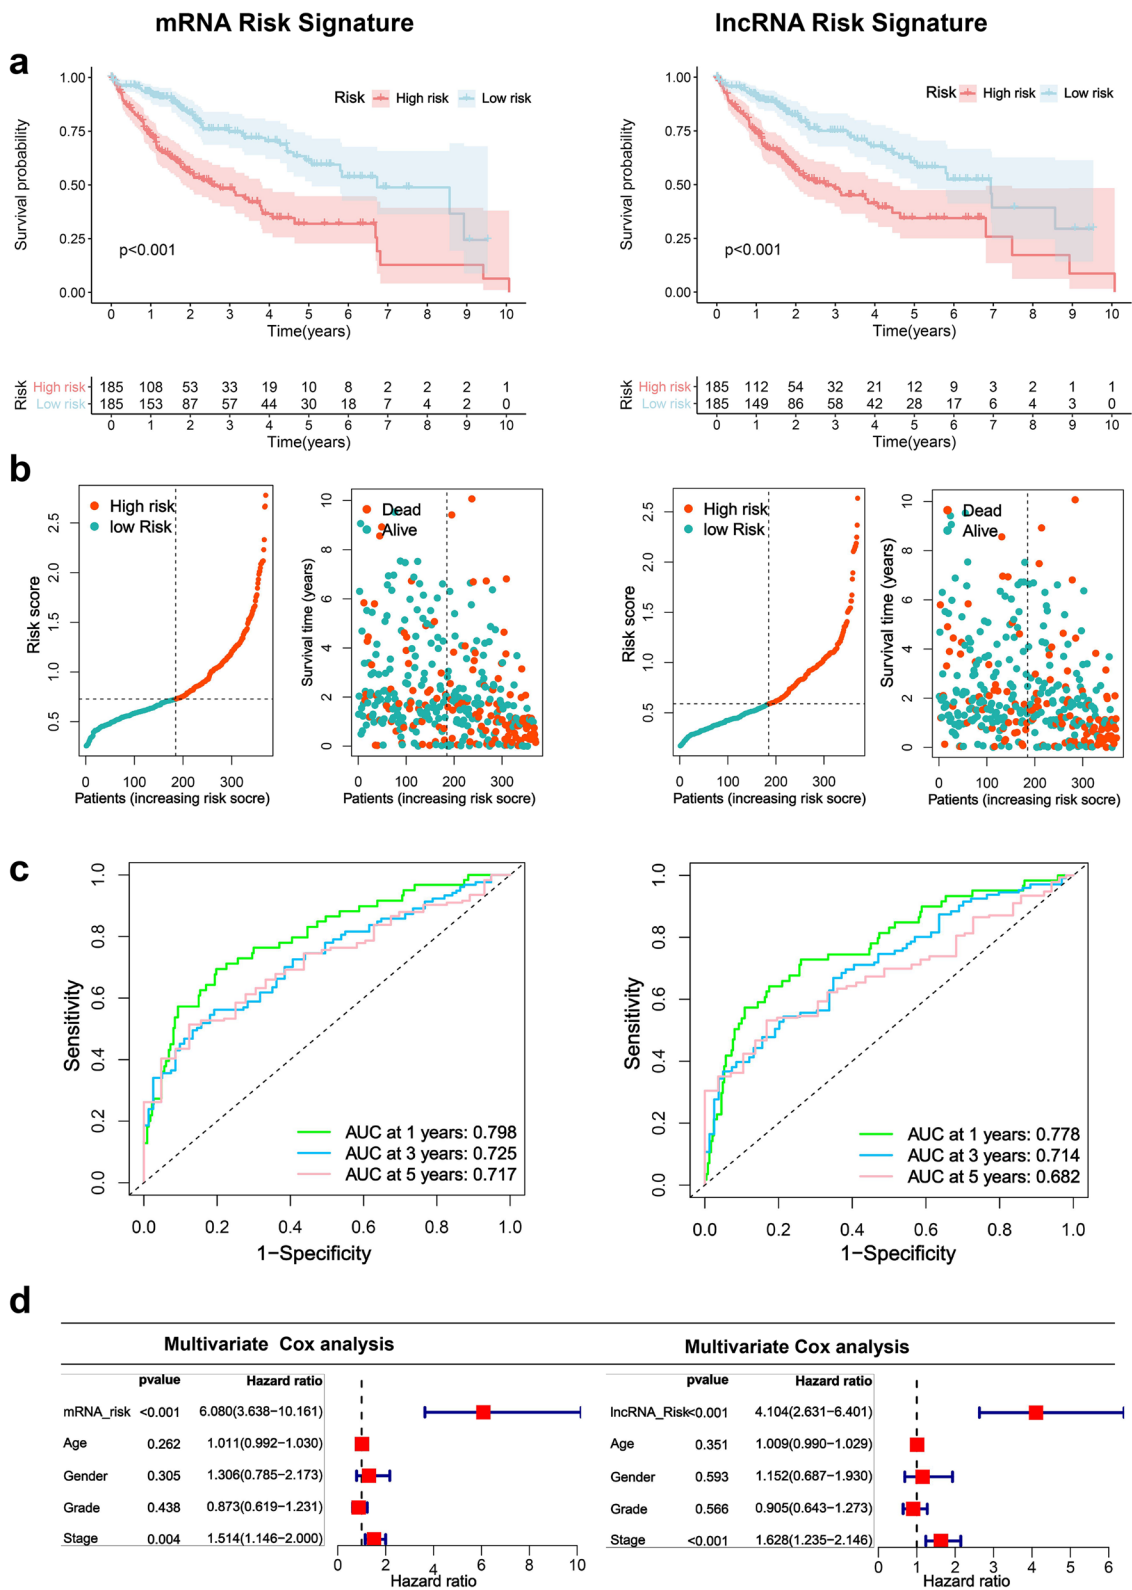 mRNA Risk Signature
lncRNA Risk Signature
a
Risk High risk Low risk
Survival probability
1.00
0.75
0.50
0.25
0.00
p<0.001
0 1 2 3 4 5 6 7 8 9 10
Time(years)
Risk
High risk 185 108 53 33 19 10 8 2 2 2 1
Low risk 185 153 87 57 44 30 18 7 4 2 0
0 1 2 3 4 5 6 7 8 9 10
Time(years)
Risk High risk Low risk
Survival probability
1.00
0.75
0.50
0.25
0.00
p<0.001
0 1 2 3 4 5 6 7 8 9 10
Time(years)
Risk
High risk 185 112 54 32 21 12 9 3 2 1 1
Low risk 185 149 86 58 42 28 17 6 4 3 0
0 1 2 3 4 5 6 7 8 9 10
Time(years)
b
High risk
low Risk
Risk score
2.5
2.0
1.5
1.0
0.5
0 100 200 300
Patients (increasing risk socre)
Dead
Alive
Survival time (years)
10
8
6
4
2
0
0 100 200 300
Patients (increasing risk socre)
High risk
low Risk
Risk score
2.5
2.0
1.5
1.0
0.5
0 100 200 300
Patients (increasing risk socre)
Dead
Alive
Survival time (years)
10
8
6
4
2
0
0 100 200 300
Patients (increasing risk socre)
c
Sensitivity
1.0
0.8
0.6
0.4
0.2
0.0
AUC at 1 years: 0.798
AUC at 3 years: 0.725
AUC at 5 years: 0.717
0.0 0.2 0.4 0.6 0.8 1.0
1−Specificity
Sensitivity
1.0
0.8
0.6
0.4
0.2
0.0
AUC at 1 years: 0.778
AUC at 3 years: 0.714
AUC at 5 years: 0.682
0.0 0.2 0.4 0.6 0.8 1.0
1−Specificity
d
Multivariate Cox analysis
pvalue Hazard ratio
mRNA_risk <0.001 6.080(3.638−10.161)
Age 0.262 1.011(0.992−1.030)
Gender 0.305 1.306(0.785−2.173)
Grade 0.438 0.873(0.619−1.231)
Stage 0.004 1.514(1.146−2.000)
0 2 4 6 8 10
Hazard ratio
Multivariate Cox analysis
pvalue Hazard ratio
lncRNA_Risk<0.001 4.104(2.631−6.401)
Age 0.351 1.009(0.990−1.029)
Gender 0.593 1.152(0.687−1.930)
Grade 0.566 0.905(0.643−1.273)
Stage <0.001 1.628(1.235−2.146)
0 1 2 3 4 5 6
Hazard ratio